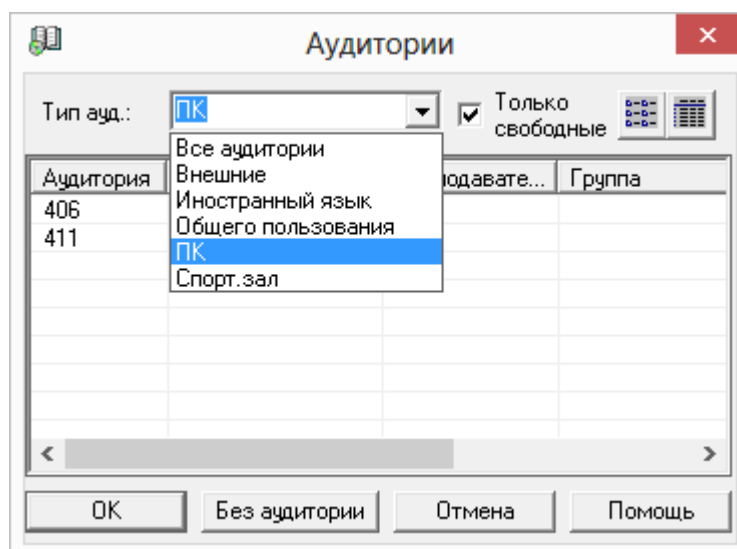 Аудитории
Тип ауд.:
ПК
Только
свободные
Все аудитории
Внешние
Иностранный язык
Общего пользования
ПК
Спорт.зал
Аудитория
подавате...
Группа
406
411
OK
Без аудитории
Отмена
Помощь